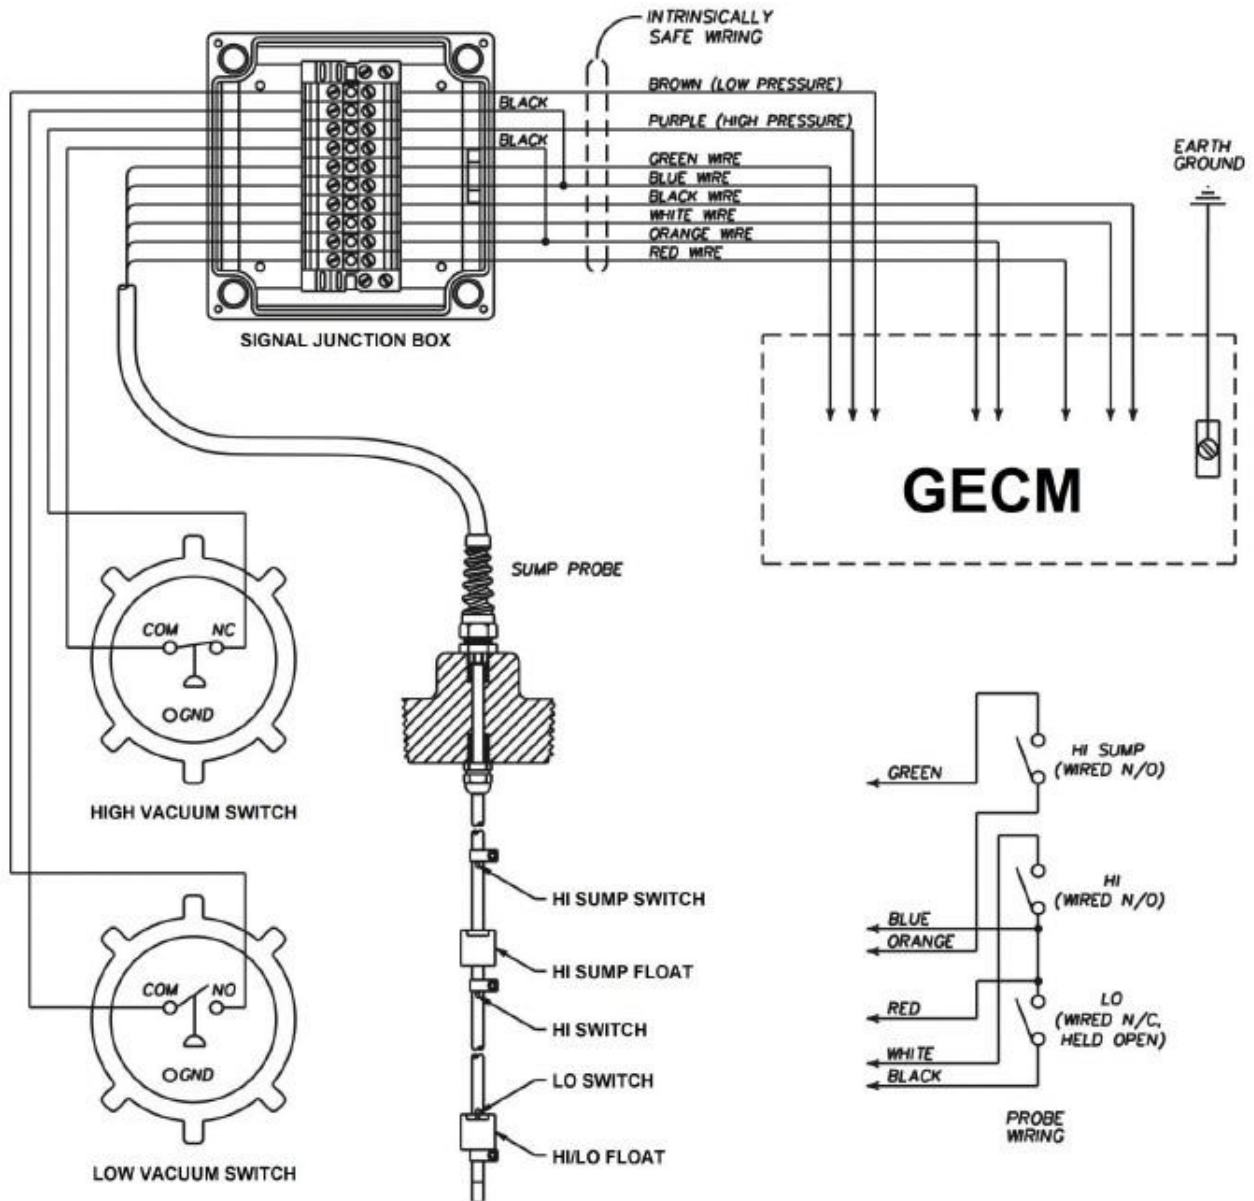 INTRINSICALLY
SAFE WIRING
BROWN (LOW PRESSURE)
BLACK
PURPLE (HIGH PRESSURE)
BLACK
GREEN WIRE
BLUE WIRE
BLACK WIRE
WHITE WIRE
ORANGE WIRE
RED WIRE
EARTH
GROUND
SIGNAL JUNCTION BOX
GECM
SUMP PROBE
COM NC
GND
HIGH VACUUM SWITCH
COM NO
GND
LOW VACUUM SWITCH
HI SUMP SWITCH
HI SUMP FLOAT
HI SWITCH
LO SWITCH
HI/LO FLOAT
GREEN
HI SUMP
(WIRED N/O)
HI
(WIRED N/O)
BLUE
ORANGE
RED
LO
(WIRED N/C,
HELD OPEN)
WHITE
BLACK
PROBE
WIRING